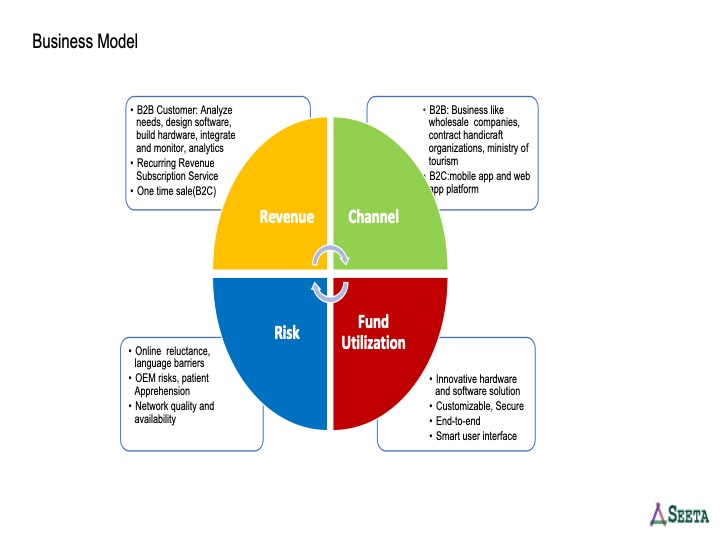 Business Model
• B2B Customer: Analyze
needs, design software,
build hardware, integrate
and monitor, analytics
• Recurring Revenue
Subscription Service
• One time sale(B2C)
• B2B: Business like
wholesale companies,
contract handicraft
organizations, ministry of
tourism
• B2C:mobile app and web
app platform
Revenue
Channel
Risk
Fund
Utilization
• Online reluctance,
language barriers
• OEM risks, patient
Apprehension
• Network quality and
availability
• Innovative hardware
and software solution
• Customizable, Secure
• End-to-end
• Smart user interface
SEETA